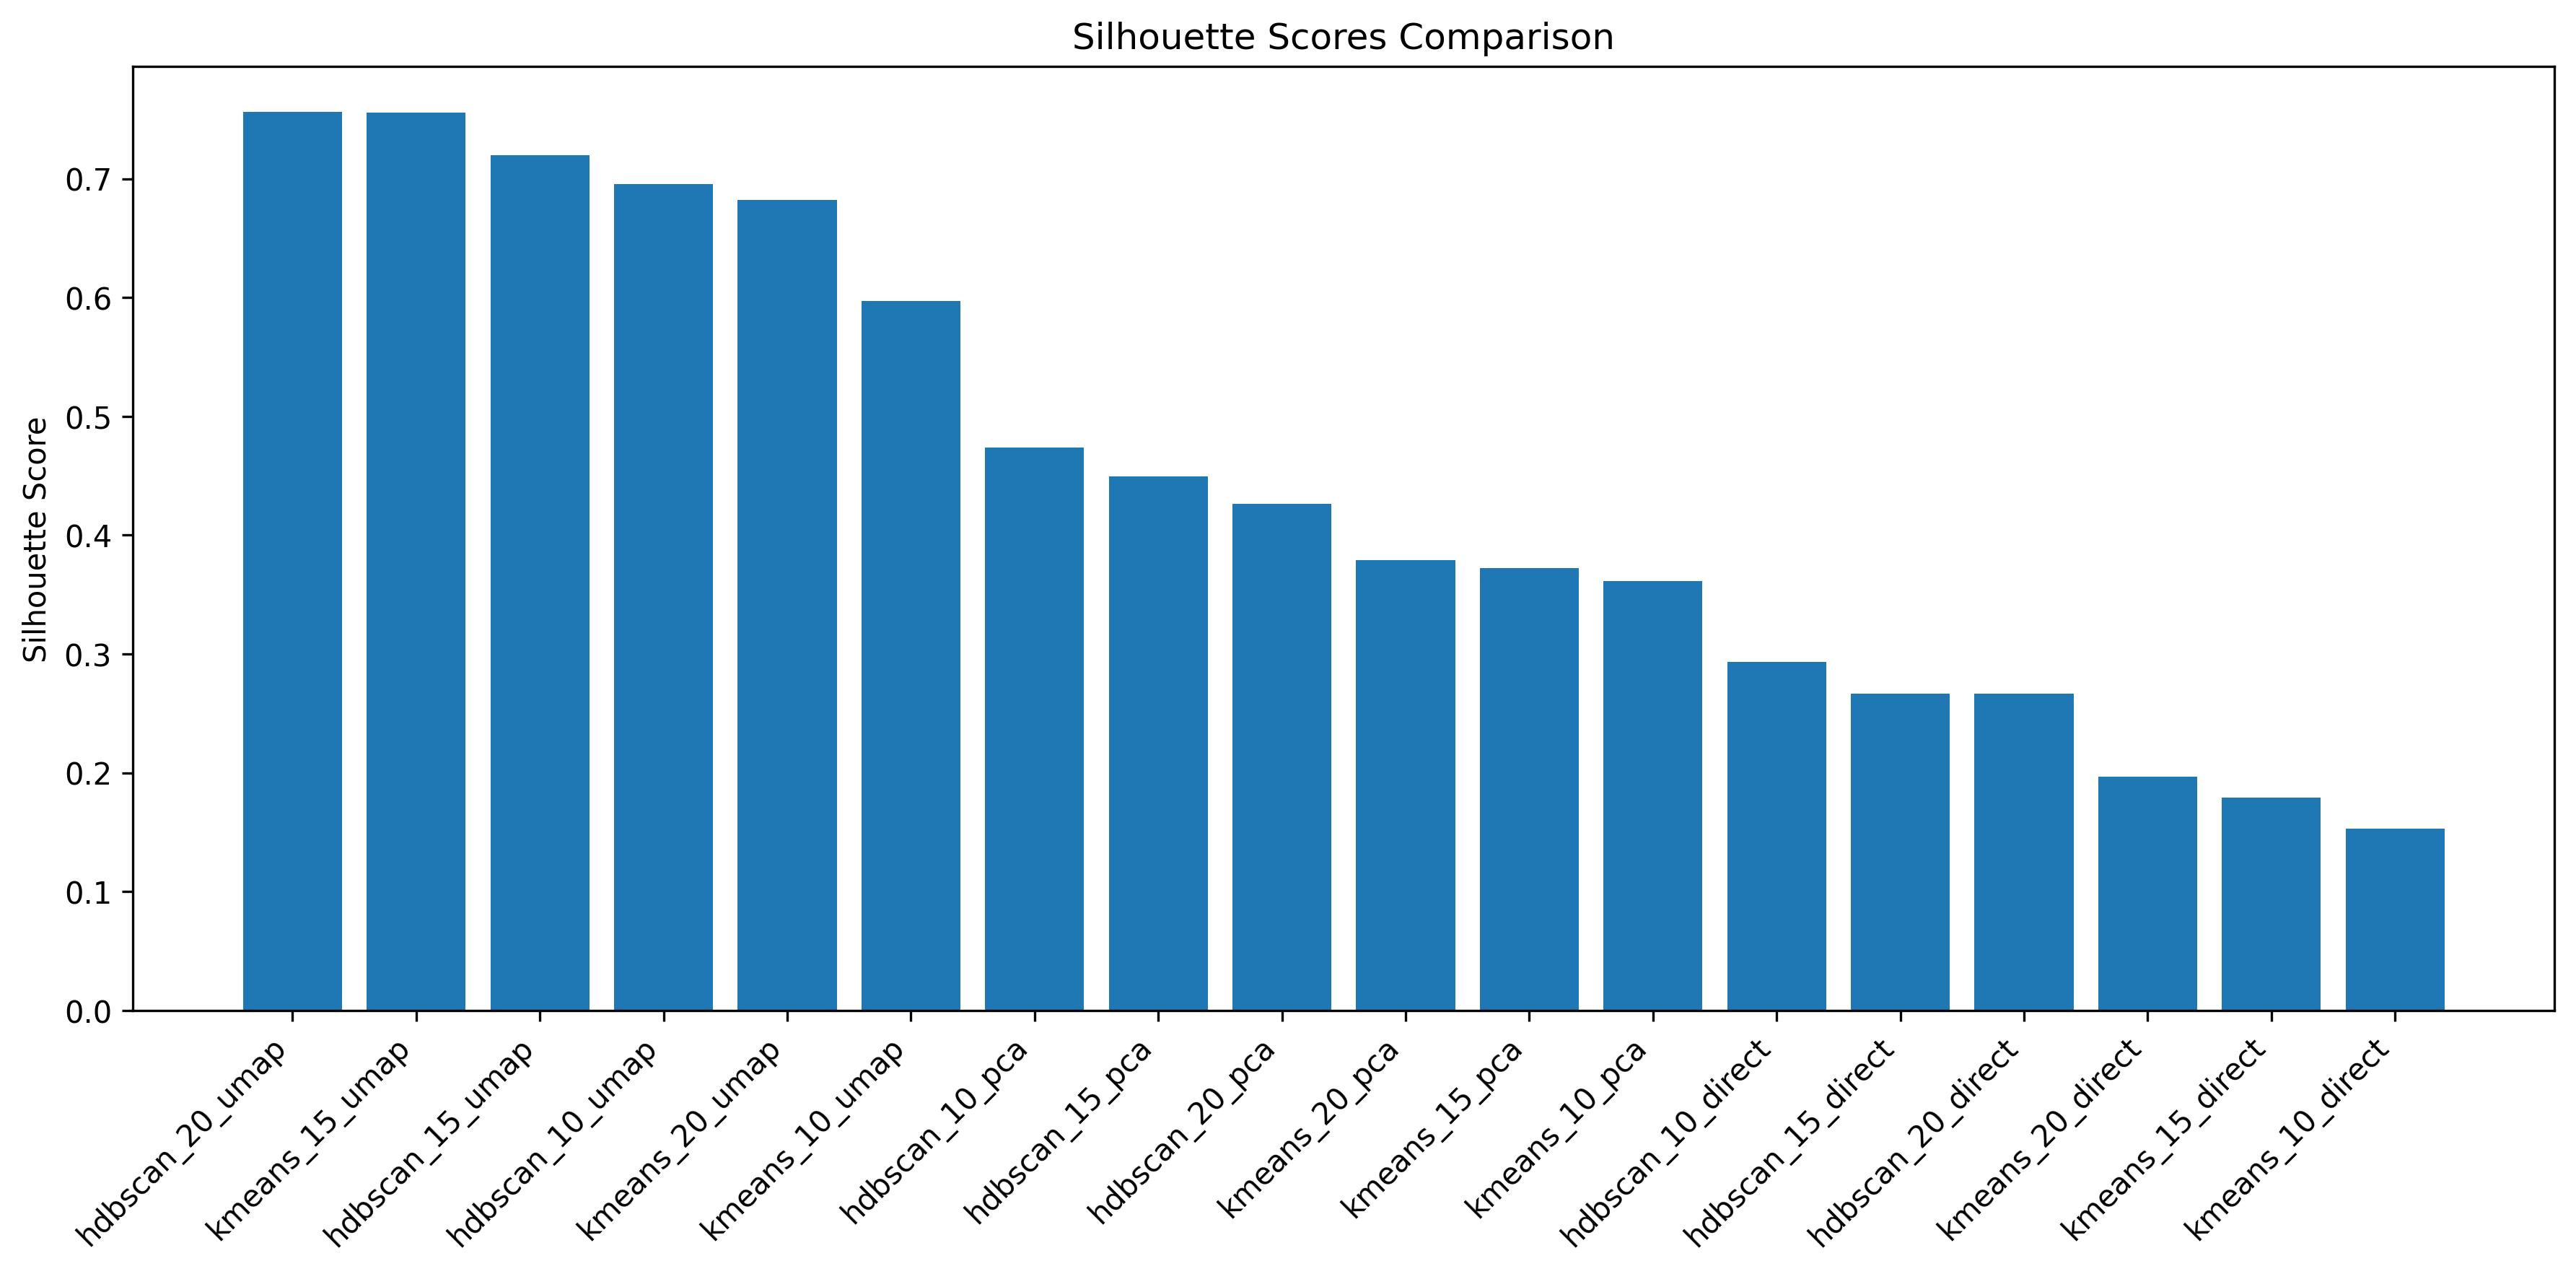 Silhouette Scores Comparison
Silhouette Score
0.7
0.6
0.5
0.4
0.3
0.2
0.1
0.0
hdbscan_20_umap
kmeans_15_umap
hdbscan_15_umap
hdbscan_10_umap
kmeans_20_umap
kmeans_10_umap
hdbscan_10_pca
hdbscan_15_pca
hdbscan_20_pca
kmeans_20_pca
kmeans_15_pca
kmeans_10_pca
hdbscan_10_direct
hdbscan_15_direct
hdbscan_20_direct
kmeans_20_direct
kmeans_15_direct
kmeans_10_direct